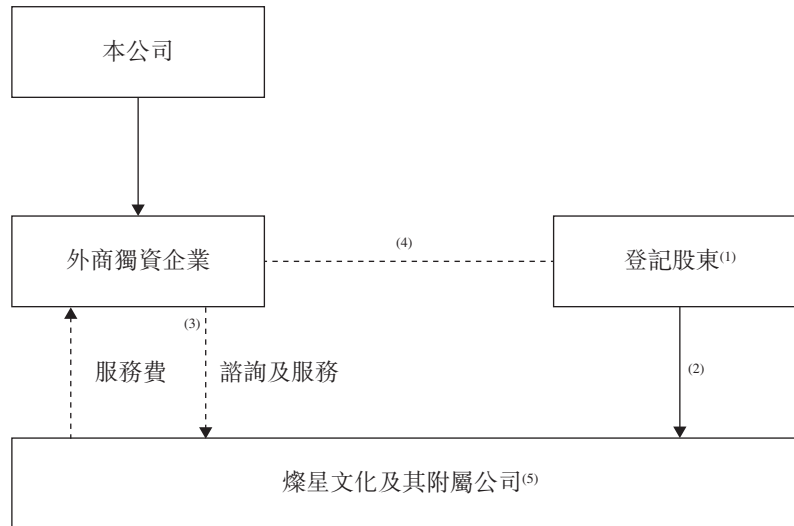 本公司
外商獨資企業
(4)
登記股東(1)
(3)
服務費
諮詢及服務
(2)
燦星文化及其附屬公司(5)